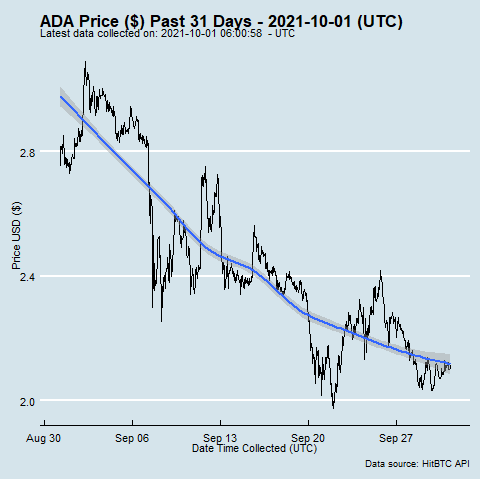 ADA Price ($) Past 31 Days - 2021-10-01 (UTC)
Latest data collected on: 2021-10-01 06:00:58 - UTC
Price USD ($)
2.8
2.4
2.0
Aug 30 Sep 06 Sep 13 Sep 20 Sep 27
Date Time Collected (UTC)
Data source: HitBTC API